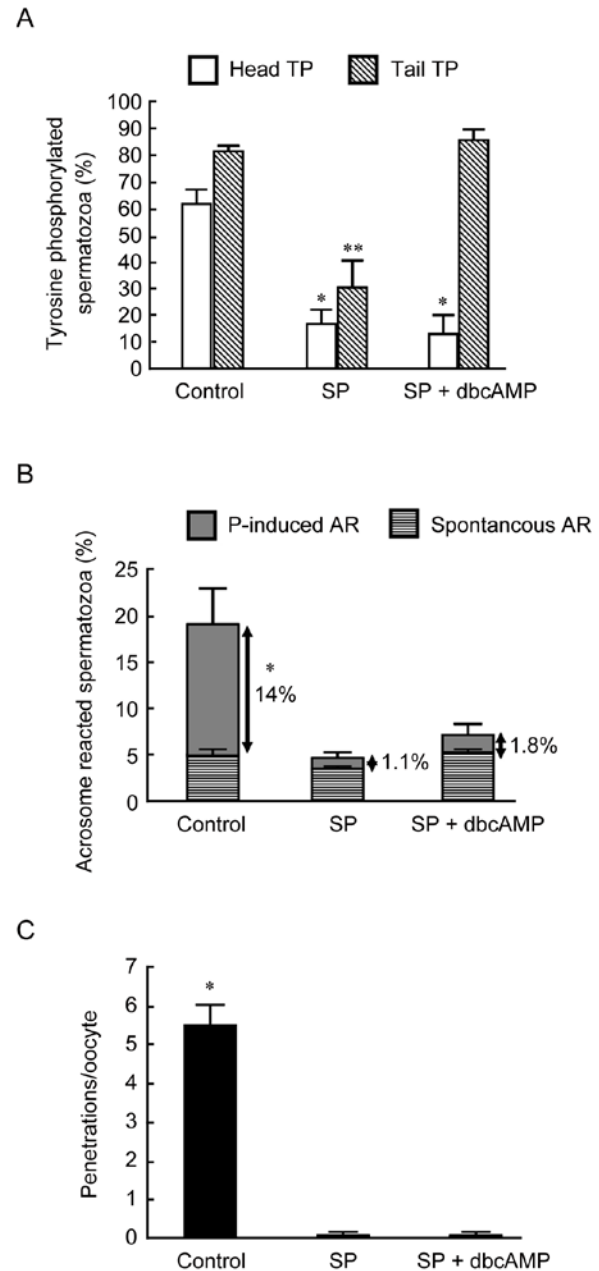 A
Head TP Tail TP
Tyrosine phosphorylated
spermatozoa (%)
100
90
80
70
60
50
40
30
20
10
0
*
**
*
Control SP SP + dbcAMP
B
P-induced AR Spontancous AR
Acrosome reacted spermatozoa (%)
25
20
15
10
5
0
*
14%
1.1%
1.8%
Control SP SP + dbcAMP
C
Penetrations/oocyte
7
6
5
4
3
2
1
0
*
Control SP SP + dbcAMP